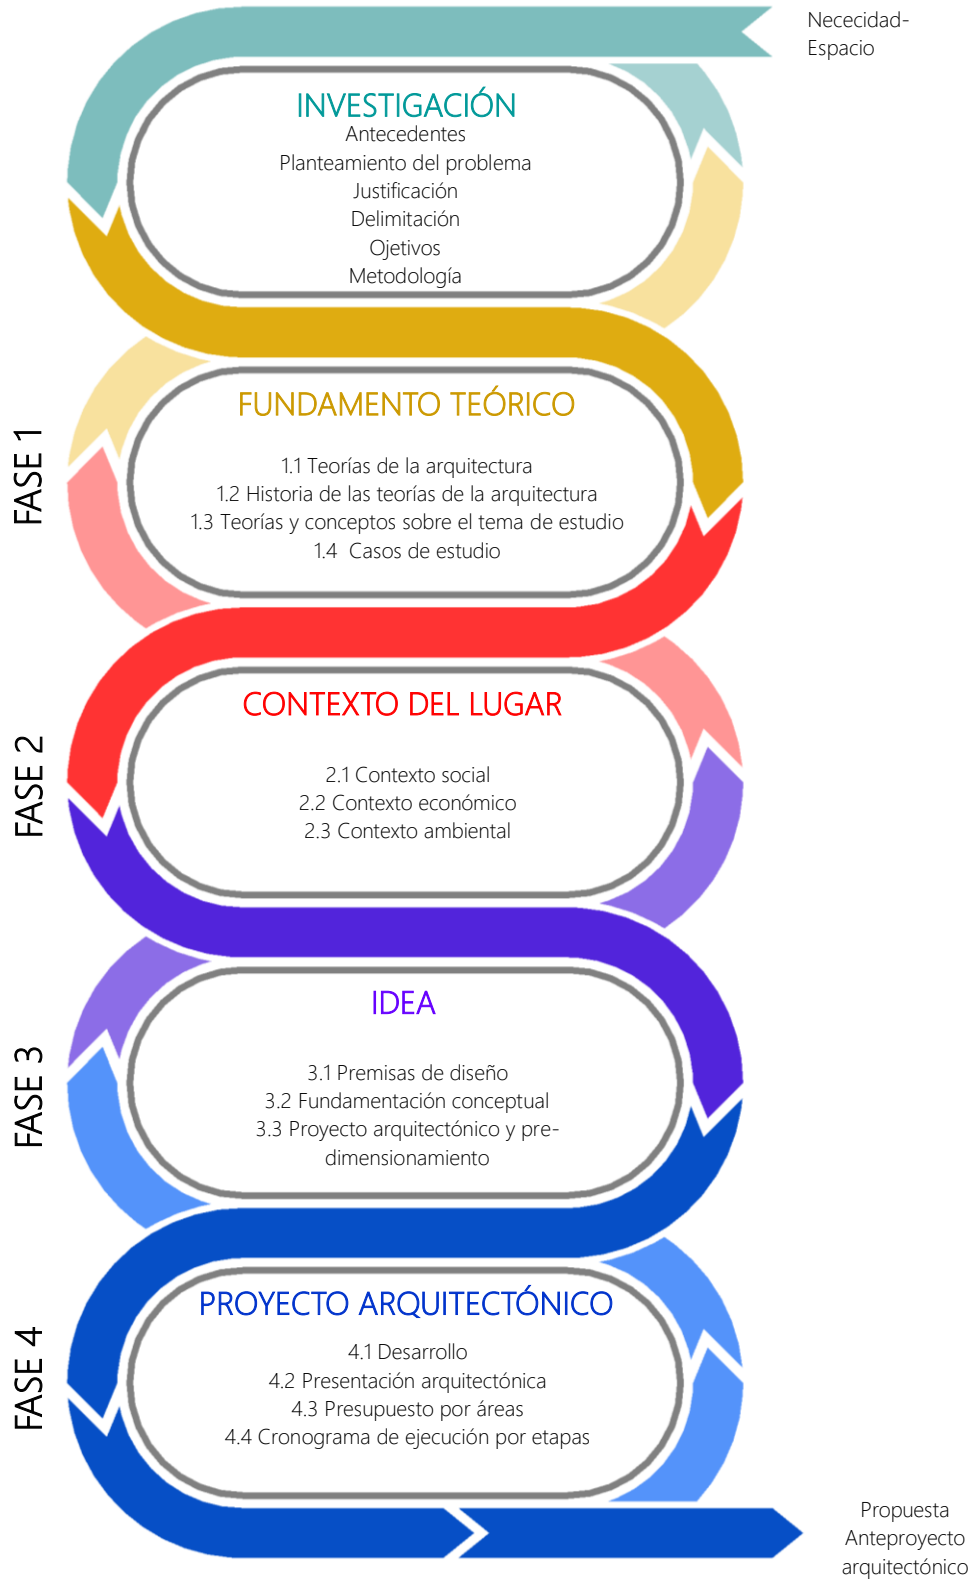 Nececidad-
Espacio
INVESTIGACIÓN
Antecedentes
Planteamiento del problema
Justificación
Delimitación
Ojetivos
Metodología
FASE 1
FUNDAMENTO TEÓRICO
1.1 Teorías de la arquitectura
1.2 Historia de las teorías de la arquitectura
1.3 Teorías y conceptos sobre el tema de estudio
1.4 Casos de estudio
FASE 2
CONTEXTO DEL LUGAR
2.1 Contexto social
2.2 Contexto económico
2.3 Contexto ambiental
FASE 3
IDEA
3.1 Premisas de diseño
3.2 Fundamentación conceptual
3.3 Proyecto arquitectónico y pre-
dimensionamiento
FASE 4
PROYECTO ARQUITECTÓNICO
4.1 Desarrollo
4.2 Presentación arquitectónica
4.3 Presupuesto por áreas
4.4 Cronograma de ejecución por etapas
Propuesta
Anteproyecto
arquitectónico